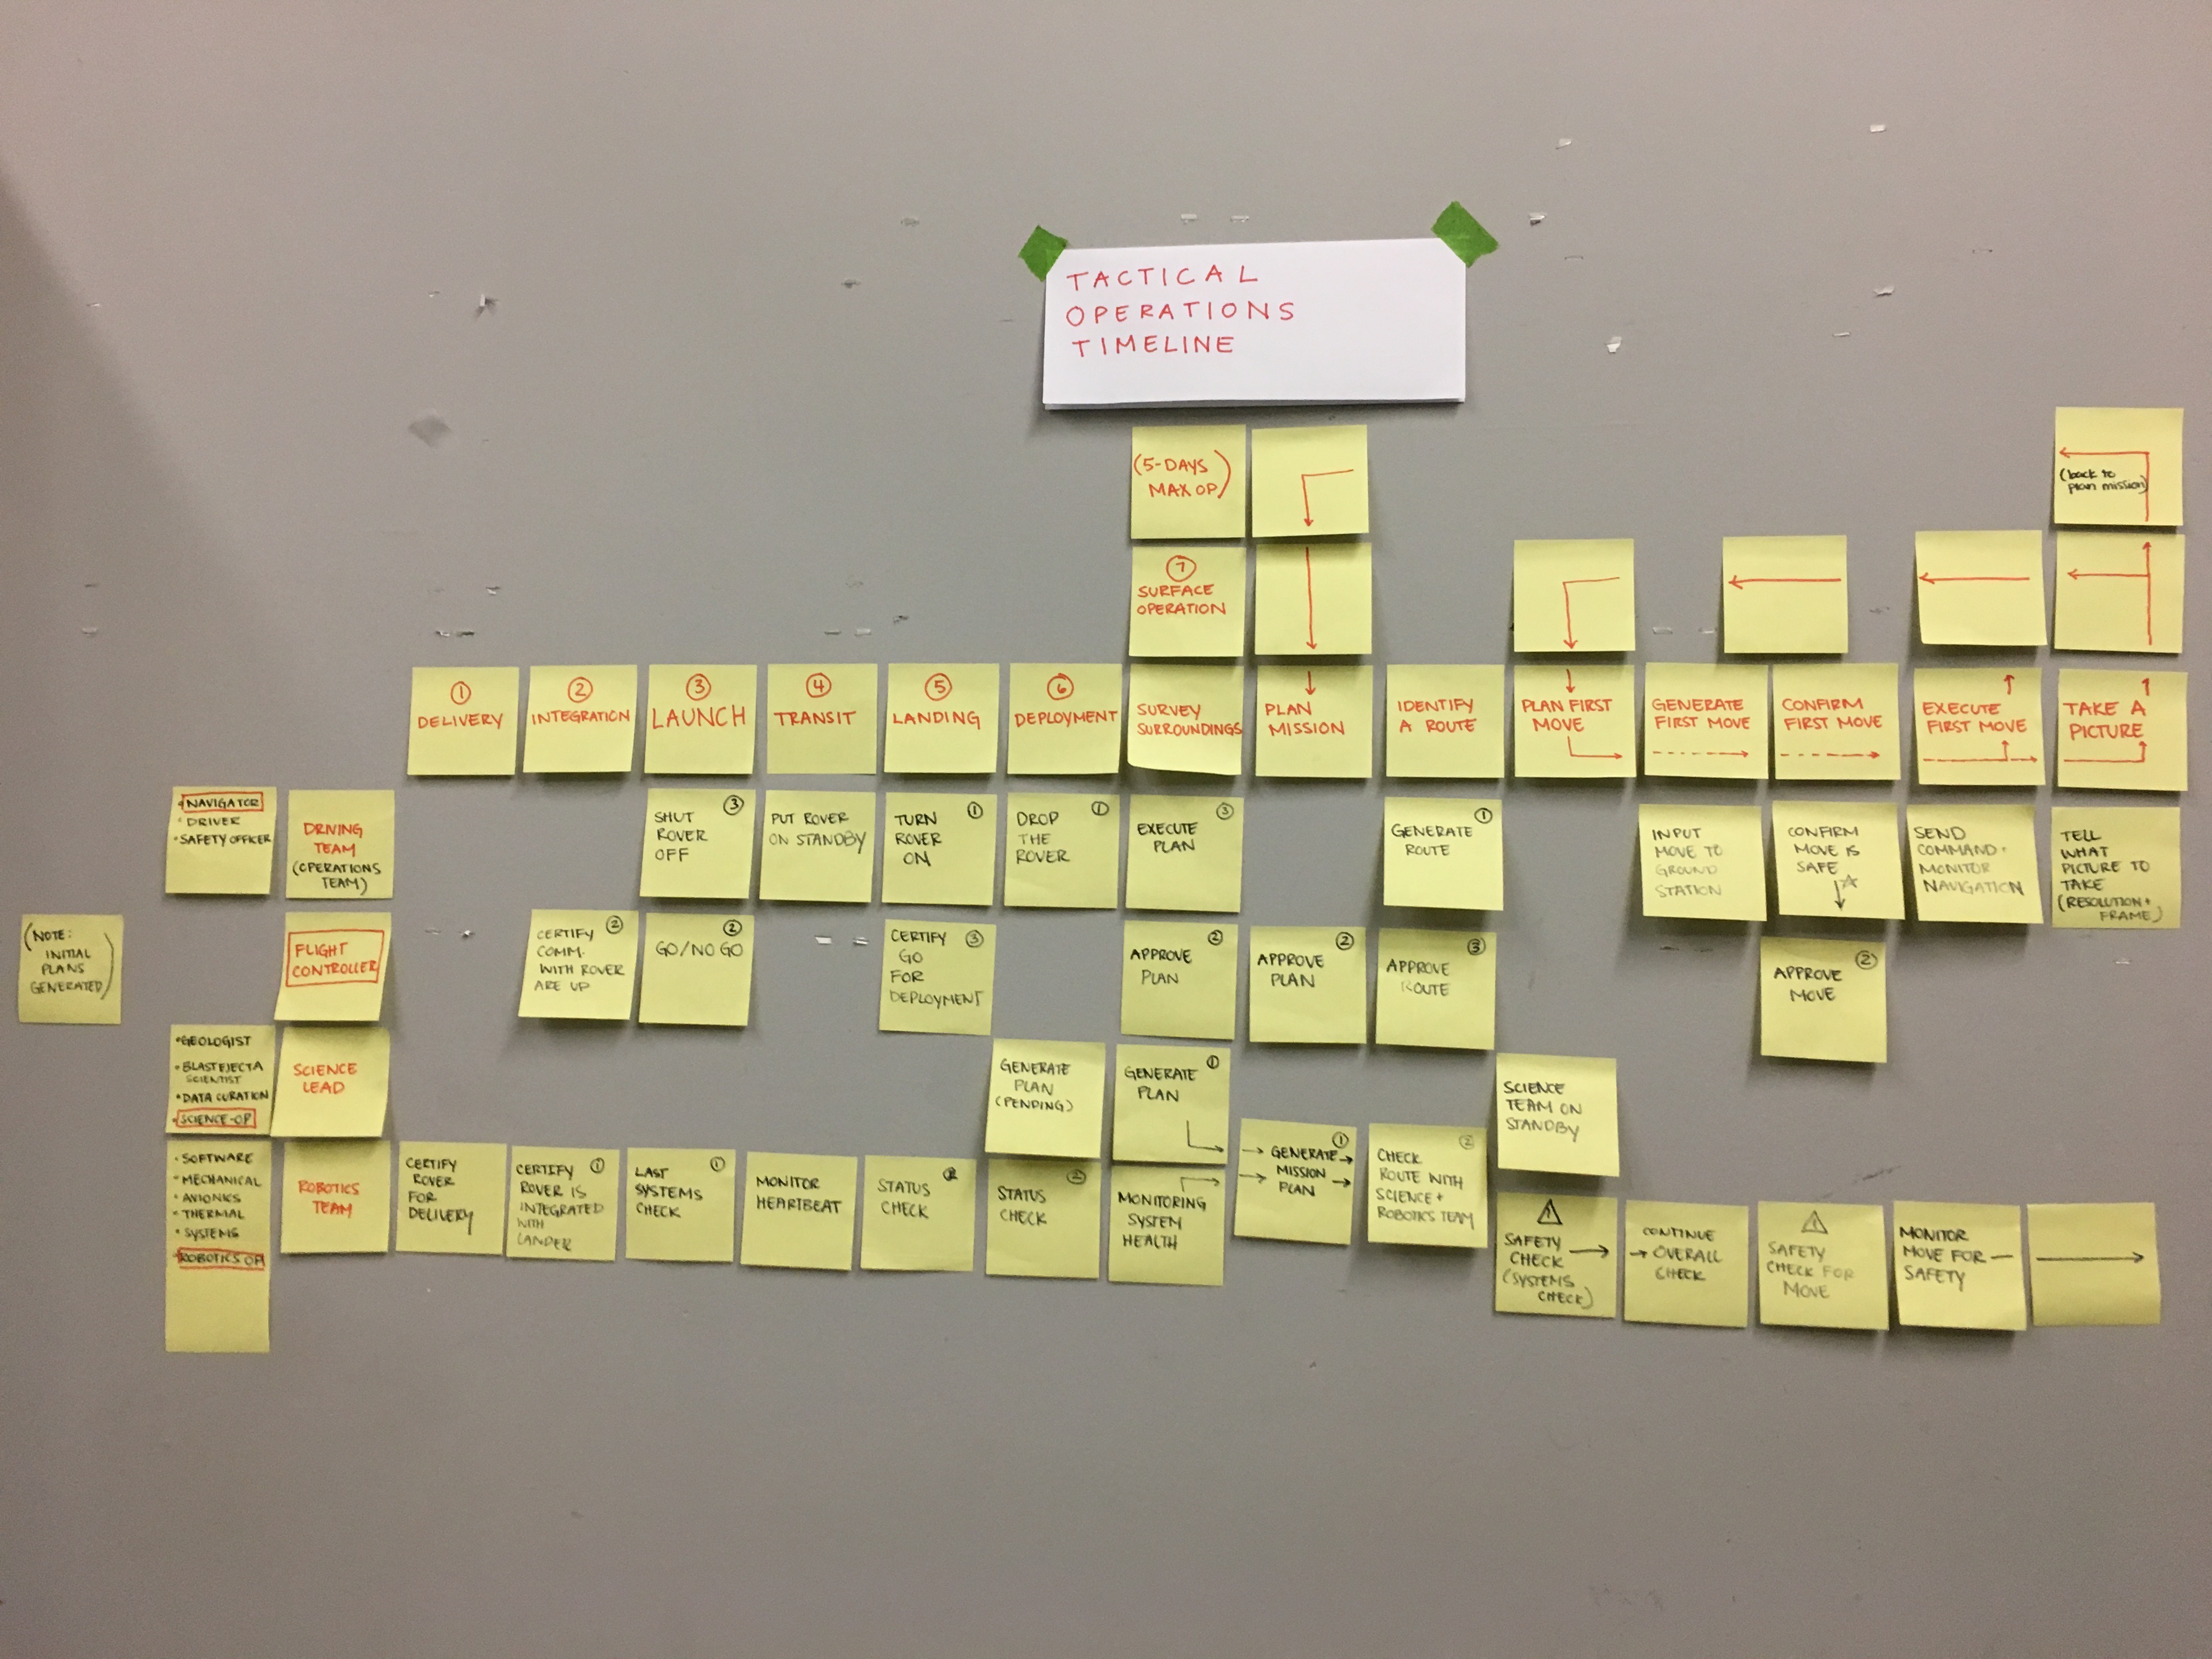 TACTICAL
OPERATIONS
TIMELINE
(5-DAYS
MAX OP)
(back to
plan mission)
7
SURFACE
OPERATION
1
DELIVERY
2
INTEGRATION
3
LAUNCH
4
TRANSIT
5
LANDING
6
DEPLOYMENT
SURVEY
SURROUNDINGS
PLAN
MISSION
IDENTIFY
A ROUTE
PLAN FIRST
MOVE
GENERATE
FIRST MOVE
CONFIRM
FIRST MOVE
EXECUTE
FIRST MOVE
TAKE A
PICTURE
• NAVIGATOR
• DRIVER
• SAFETY OFFICER
DRIVING
TEAM
(OPERATIONS
TEAM)
3
SHUT
ROVER
OFF
PUT ROVER
ON STANDBY
1
TURN
ROVER
ON
1
DROP
THE
ROVER
3
EXECUTE
PLAN
1
GENERATE
ROUTE
INPUT
MOVE TO
GROUND
STATION
CONFIRM
MOVE IS
SAFE
SEND
COMMAND •
MONITOR
NAVIGATION
TELL
WHAT
PICTURE TO
TAKE
(RESOLUTION +
FRAME)
(NOTE:
INITIAL
PLANS
GENERATED)
FLIGHT
CONTROLLER
2
CERTIFY
COMM.
WITH ROVER
ARE UP
2
GO/NO GO
3
CERTIFY
GO
FOR
DEPLOYMENT
2
APPROVE
PLAN
2
APPROVE
PLAN
3
APPROVE
ROUTE
2
APPROVE
MOVE
• GEOLOGIST
• BLAST EJECTA
SCIENTIST
• DATA CURATION
• SCIENCE-OP
SCIENCE
LEAD
GENERATE
PLAN
(PENDING)
1
GENERATE
PLAN
1
GENERATE
MISSION
PLAN
2
CHECK
ROUTE WITH
SCIENCE +
ROBOTICS TEAM
SCIENCE
TEAM ON
STANDBY
• SOFTWARE
• MECHANICAL
• AVIONICS
• THERMAL
• SYSTEMS
• ROBOTICS OP
ROBOTICS
TEAM
CERTIFY
ROVER
FOR
DELIVERY
1
CERTIFY
ROVER IS
INTEGRATED
WITH
LANDER
1
LAST
SYSTEMS
CHECK
MONITOR
HEARTBEAT
2
STATUS
CHECK
2
STATUS
CHECK
MONITORING
SYSTEM
HEALTH
SAFETY
CHECK
(SYSTEMS
CHECK)
CONTINUE
OVERALL
CHECK
SAFETY
CHECK FOR
MOVE
MONITOR
MOVE FOR
SAFETY